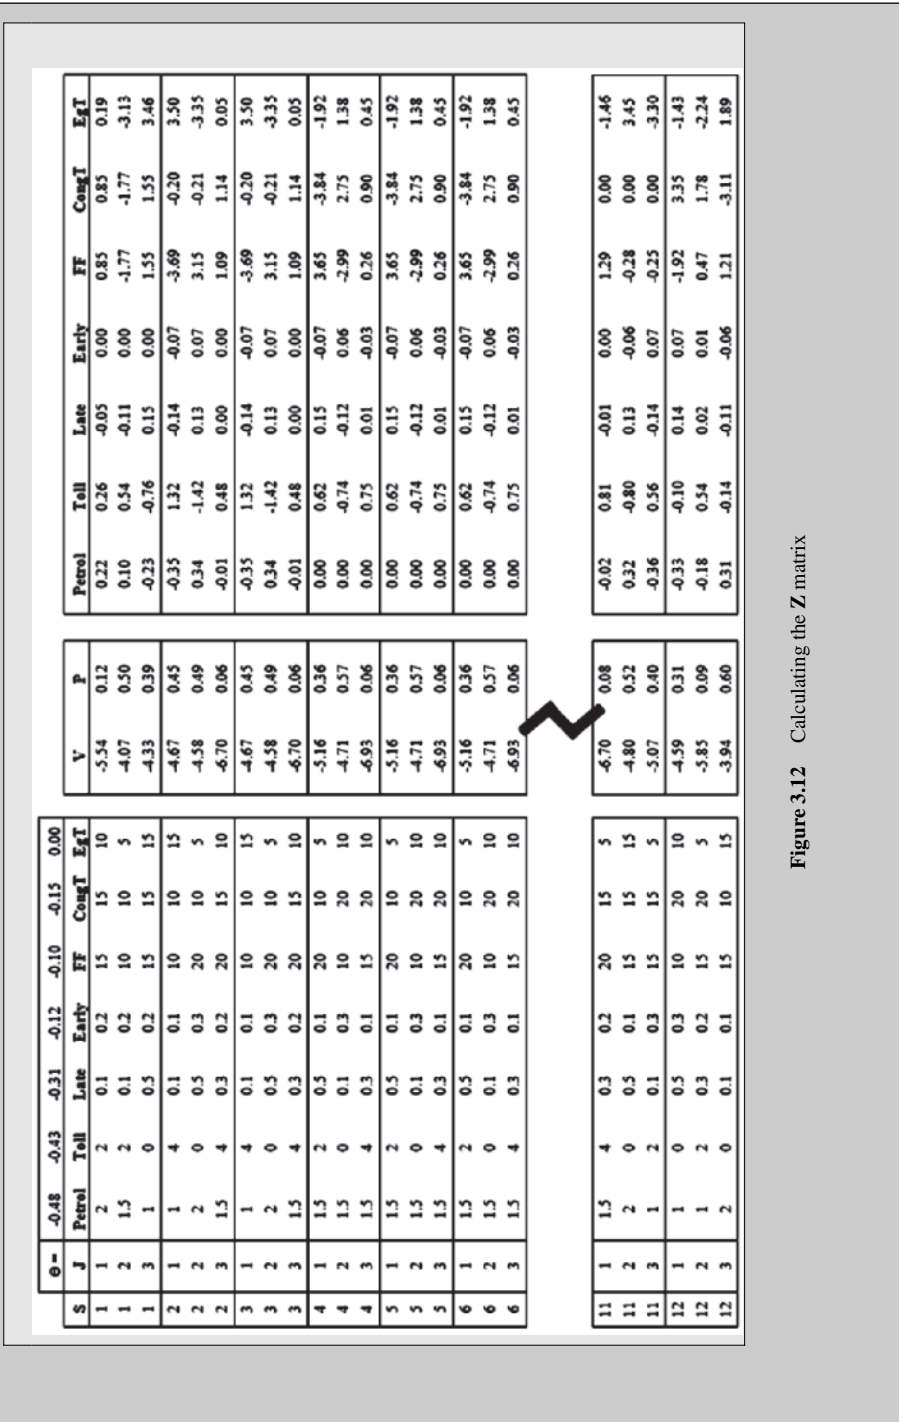 Θ = -0.48 -0.43 -0.31 -0.12 -0.10 -0.15 0.00
S J Petrol Toll Late Early FF CongT EgT V P Petrol Toll Late Early FF CongT EgT
1 1 2 2 0.1 0.2 15 15 10 -5.54 0.12 0.22 0.26 -0.05 0.00 0.85 0.85 0.19
1 2 1.5 2 0.1 0.2 10 10 5 -4.07 0.50 0.10 0.54 -0.11 0.00 -1.77 -1.77 -3.13
1 3 1 0 0.5 0.2 15 15 15 -4.33 0.39 -0.23 -0.76 0.15 0.00 1.55 1.55 3.46
2 1 1 4 0.1 0.1 10 10 15 -4.67 0.45 -0.35 1.32 -0.14 -0.07 -3.69 -0.20 3.50
2 2 2 0 0.5 0.3 20 10 5 -4.58 0.49 0.34 -1.42 0.13 0.07 3.15 -0.21 -3.35
2 3 1.5 4 0.3 0.2 20 15 10 -6.70 0.06 -0.01 0.48 0.00 0.00 1.09 1.14 0.05
3 1 1 4 0.1 0.1 10 10 15 -4.67 0.45 -0.35 1.32 -0.14 -0.07 -3.69 -0.20 3.50
3 2 2 0 0.5 0.3 20 10 5 -4.58 0.49 0.34 -1.42 0.13 0.07 3.15 -0.21 -3.35
3 3 1.5 4 0.3 0.2 20 15 10 -6.70 0.06 -0.01 0.48 0.00 0.00 1.09 1.14 0.05
4 1 1.5 2 0.5 0.1 20 10 5 -5.16 0.36 0.00 0.62 0.15 -0.07 3.65 -3.84 -1.92
4 2 1.5 0 0.1 0.3 10 20 10 -4.71 0.57 0.00 -0.74 -0.12 0.06 -2.99 2.75 1.38
4 3 1.5 4 0.3 0.1 15 20 10 -6.93 0.06 0.00 0.75 0.01 -0.03 0.26 0.90 0.45
5 1 1.5 2 0.5 0.1 20 10 5 -5.16 0.36 0.00 0.62 0.15 -0.07 3.65 -3.84 -1.92
5 2 1.5 0 0.1 0.3 10 20 10 -4.71 0.57 0.00 -0.74 -0.12 0.06 -2.99 2.75 1.38
5 3 1.5 4 0.3 0.1 15 20 10 -6.93 0.06 0.00 0.75 0.01 -0.03 0.26 0.90 0.45
6 1 1.5 2 0.5 0.1 20 10 5 -5.16 0.36 0.00 0.62 0.15 -0.07 3.65 -3.84 -1.92
6 2 1.5 0 0.1 0.3 10 20 10 -4.71 0.57 0.00 -0.74 -0.12 0.06 -2.99 2.75 1.38
6 3 1.5 4 0.3 0.1 15 20 10 -6.93 0.06 0.00 0.75 0.01 -0.03 0.26 0.90 0.45
11 1 1.5 4 0.3 0.2 20 15 5 -6.70 0.08 -0.02 0.81 -0.01 0.00 1.29 0.00 -1.46
11 2 2 0 0.5 0.1 15 15 15 -4.80 0.52 0.32 -0.80 0.13 -0.06 -0.28 0.00 3.45
11 3 1 2 0.1 0.3 15 15 5 -5.07 0.40 -0.36 0.56 -0.14 0.07 -0.25 0.00 -3.30
12 1 1 0 0.5 0.3 10 20 10 -4.59 0.31 -0.33 -0.10 0.14 0.07 -1.92 3.35 -1.43
12 2 1 2 0.3 0.2 15 20 5 -5.85 0.09 -0.18 0.54 0.02 0.01 0.47 1.78 -2.24
12 3 2 0 0.1 0.1 15 10 15 -3.94 0.60 0.31 -0.14 -0.11 -0.06 1.21 -3.11 1.89
Figure 3.12 Calculating the Z matrix